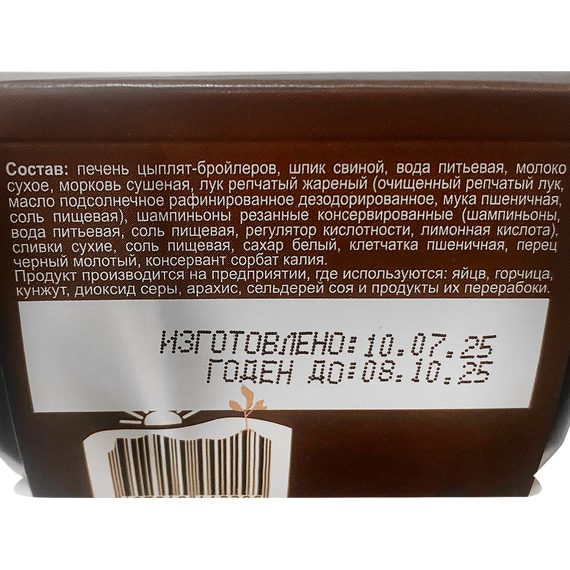 Состав: печень цыплят-бройлеров, шпик свиной, вода питьевая, молоко
сухое, морковь сушеная, лук репчатый жареный (очищенный репчатый лук,
масло подсолнечное рафинированное дезодорированное, мука пшеничная,
соль пищевая), шампиньоны резанные консервированные (шампиньоны,
вода питьевая, соль пищевая, регулятор кислотности, лимонная кислота),
сливки сухие, соль пищевая, сахар белый, клетчатка пшеничная, перец
черный молотый, консервант сорбат калия.
Продукт производится на предприятии, где используются: яйцв, горчица,
кунжут, диоксид серы, арахис, сельдерей соя и продукты их перерабоки.
ИЗГОТОВЛЕНО:10.07.25
ГОДЕН ДО:08.10.25